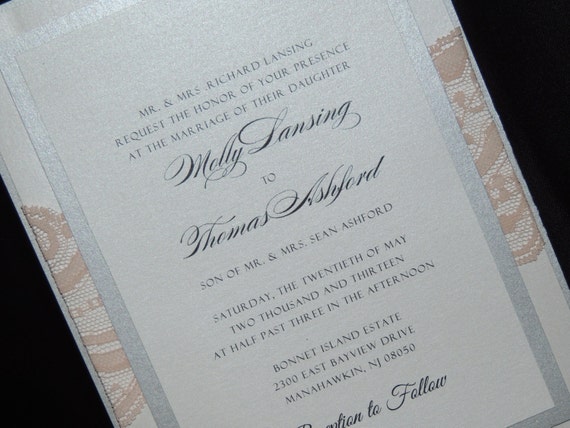 MR. & MRS. RICHARD LANSING
REQUEST THE HONOR OF YOUR PRESENCE
AT THE MARRIAGE OF THEIR DAUGHTER
Molly Lansing
TO
Thomas Ashford
SON OF MR. & MRS. SEAN ASHFORD
SATURDAY, THE TWENTIETH OF MAY
TWO THOUSAND AND THIRTEEN
AT HALF PAST THREE IN THE AFTERNOON
BONNET ISLAND ESTATE
2300 EAST BAYVIEW DRIVE
MANAHAWKIN, NJ 08050
Reception to Follow